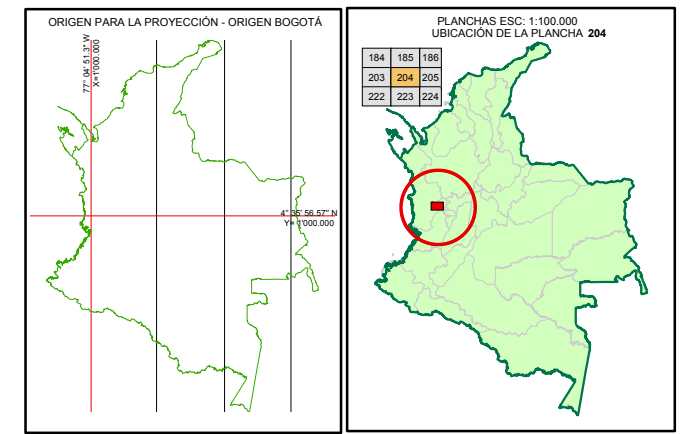 ORIGEN PARA LA PROYECCIÓN - ORIGEN BOGOTÁ
77° 04' 51.3" W
X=1'000.000
4° 35' 56.57" N
Y= 1'000.000
PLANCHAS ESC: 1:100.000
UBICACIÓN DE LA PLANCHA 204
184 185 186
203 204 205
222 223 224